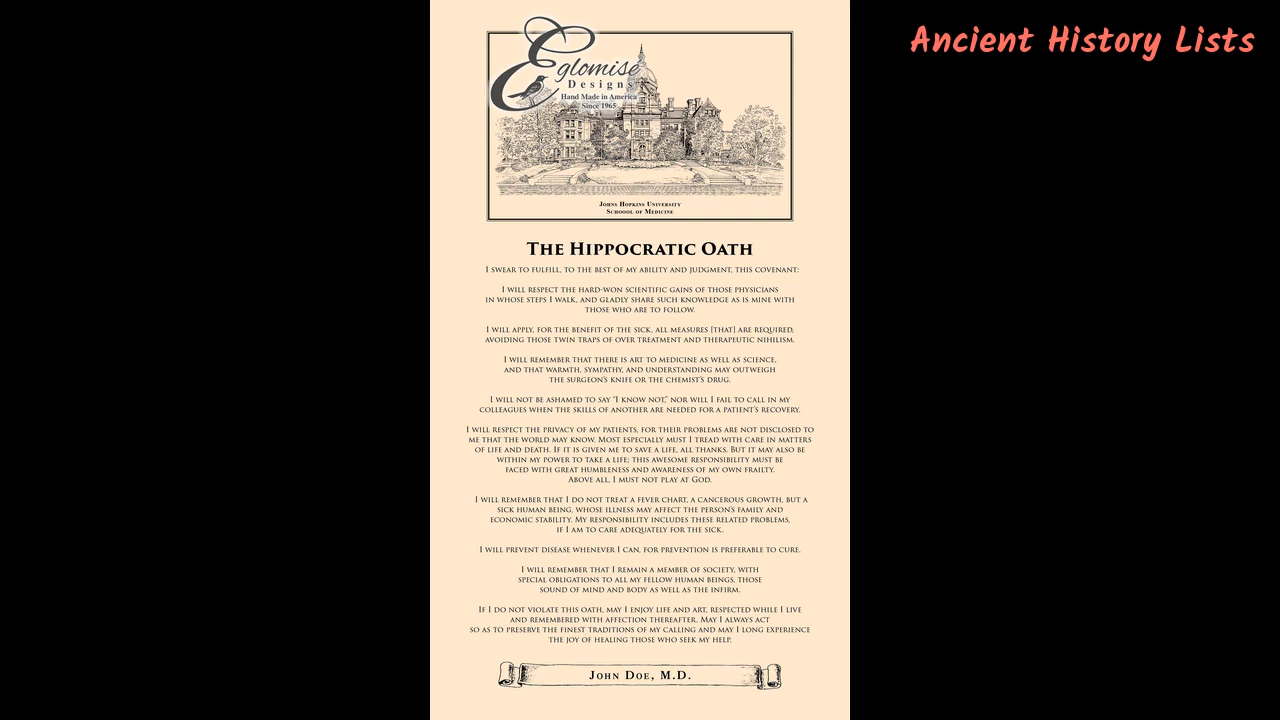 Ancient History Lists
Eglomisé
Designs
Hand Made in America
Since 1965
Johns Hopkins University
Schoool of Medicine
The Hippocratic Oath
I swear to fulfill, to the best of my ability and judgment, this covenant:
I will respect the hard-won scientific gains of those physicians
in whose steps I walk, and gladly share such knowledge as is mine with
those who are to follow.
I will apply, for the benefit of the sick, all measures [that] are required,
avoiding those twin traps of over treatment and therapeutic nihilism.
I will remember that there is art to medicine as well as science,
and that warmth, sympathy, and understanding may outweigh
the surgeon's knife or the chemist's drug.
I will not be ashamed to say "I know not," nor will I fail to call in my
colleagues when the skills of another are needed for a patient's recovery.
I will respect the privacy of my patients, for their problems are not disclosed to
me that the world may know. Most especially must I tread with care in matters
of life and death. If it is given me to save a life, all thanks. But it may also be
within my power to take a life; this awesome responsibility must be
faced with great humbleness and awareness of my own frailty.
Above all, I must not play at God.
I will remember that I do not treat a fever chart, a cancerous growth, but a
sick human being, whose illness may affect the person's family and
economic stability. My responsibility includes these related problems,
if I am to care adequately for the sick.
I will prevent disease whenever I can, for prevention is preferable to cure.
I will remember that I remain a member of society, with
special obligations to all my fellow human beings, those
sound of mind and body as well as the infirm.
If I do not violate this oath, may I enjoy life and art, respected while I live
and remembered with affection thereafter. May I always act
so as to preserve the finest traditions of my calling and may I long experience
the joy of healing those who seek my help.
John Doe, M.D.